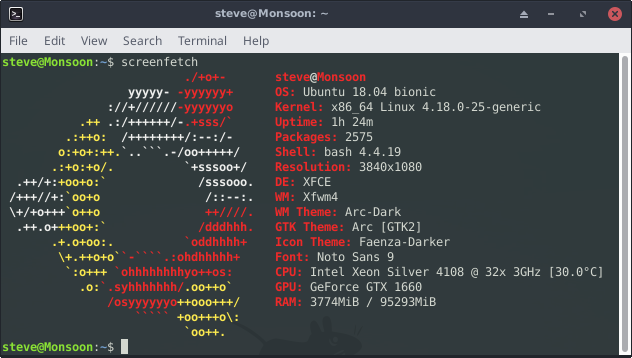 steve@Monsoon: ~
File Edit View Search Terminal Help
steve@Monsoon:~$ screenfetch
                          ./+o+-       steve@Monsoon
                  yyyyy- -yyyyyy+      OS: Ubuntu 18.04 bionic
               ://+//////-yyyyyyo      Kernel: x86_64 Linux 4.18.0-25-generic
           .++ .:/++++++/-.+sss/`      Uptime: 1h 24m
         .:++o:  /++++++++/:--:/-      Packages: 2575
        o:+o+:++.`..```.-/oo+++++/     Shell: bash 4.4.19
       .:+o:+o/.          `+sssoo+/    Resolution: 3840x1080
  .++/+:+oo+o:`             /sssooo.   DE: XFCE
 /+++//+:`oo+o               /::--:.   WM: Xfwm4
 \+/+o+++`o++o               ++////.   WM Theme: Arc-Dark
  .++.o+++oo+:`             /dddhhh.   GTK Theme: Arc [GTK2]
       .+.o+oo:.          `oddhhhh+    Icon Theme: Faenza-Darker
        \+.++o+o``-````.:ohdhhhhh+     Font: Noto Sans 9
         `:o+++ `ohhhhhhhhyo++os:      CPU: Intel Xeon Silver 4108 @ 32x 3GHz [30.0°C]
           .o:`.syhhhhhhh/.oo++o`      GPU: GeForce GTX 1660
               /osyyyyyyo++ooo+++/     RAM: 3774MiB / 95293MiB
                   ````` +oo+++o\:
                          `oo++.
steve@Monsoon:~$